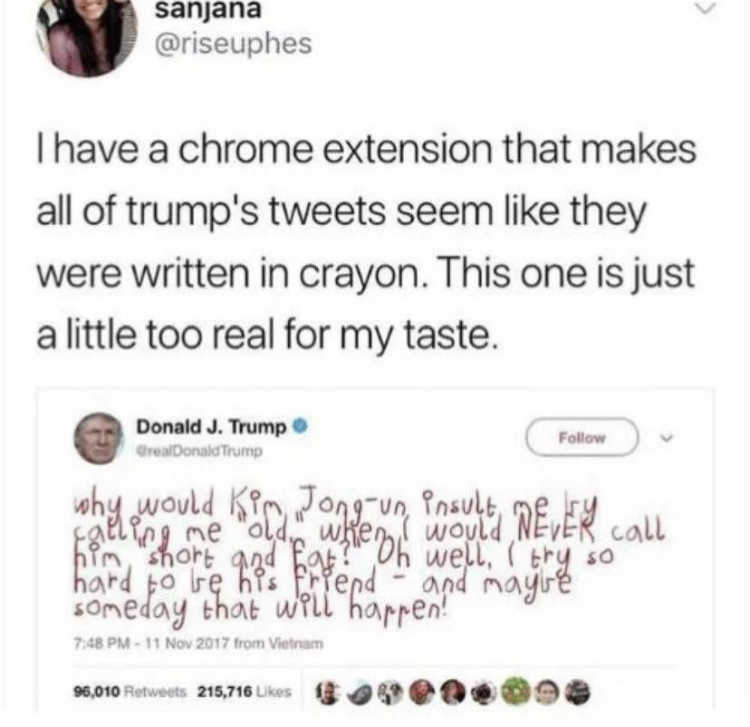 sanjana
@riseuphes
I have a chrome extension that makes
all of trump's tweets seem like they
were written in crayon. This one is just
a little too real for my taste.
Donald J. Trump
@realDonaldTrump
Follow
why would Kim Jong-un insult me by
calling me "old," when I would NEVER call
him "short and fat?" Oh well, I try so
hard to be his friend - and maybe
someday that will happen!
7:48 PM - 11 Nov 2017 from Vietnam
96,010 Retweets 215,716 Likes